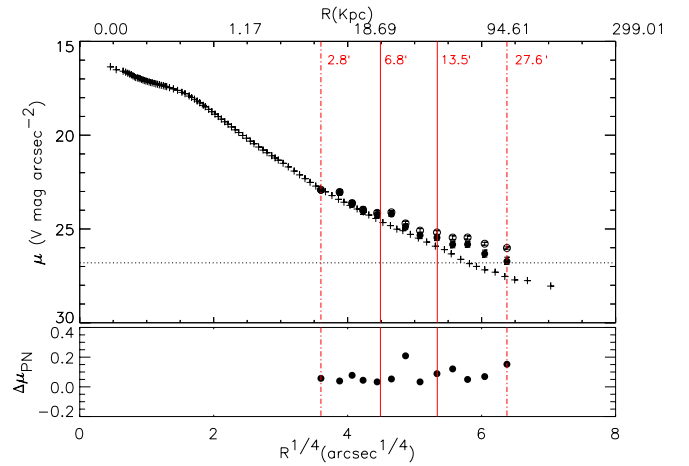 R(Kpc)
0.00 1.17 18.69 94.61 299.01
15
20
25
30
μ (V mag arcsec⁻²)
2.8' 6.8' 13.5' 27.6'
0.4
0.2
0.0
−0.2
Δμ_PN
0 2 4 6 8
R^1/4(arcsec^1/4)